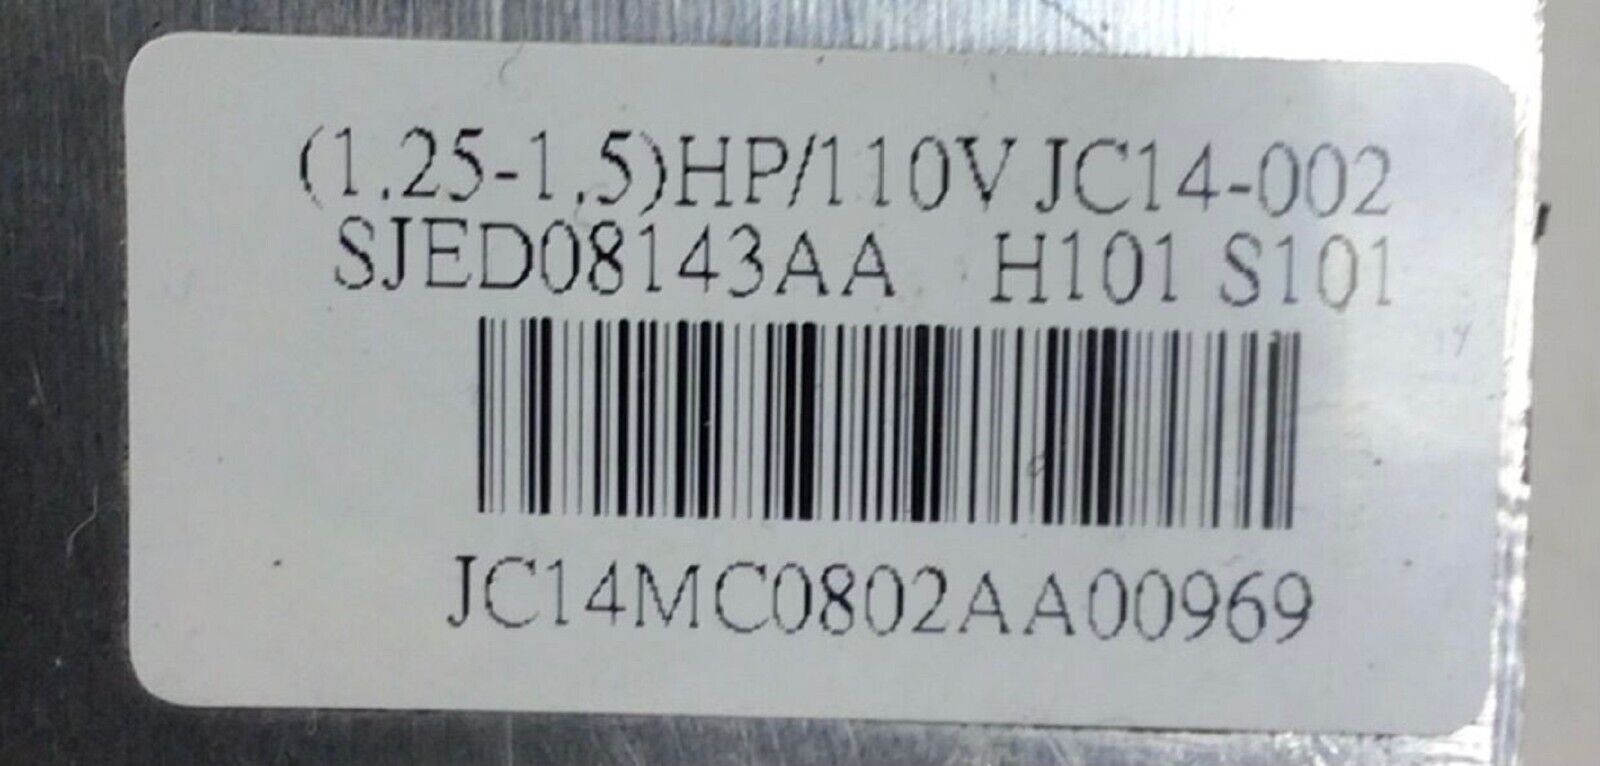 (1.25-1.5)HP/110V JC14-002
SJED08143AA H101 S101
JC14MC0802AA00969